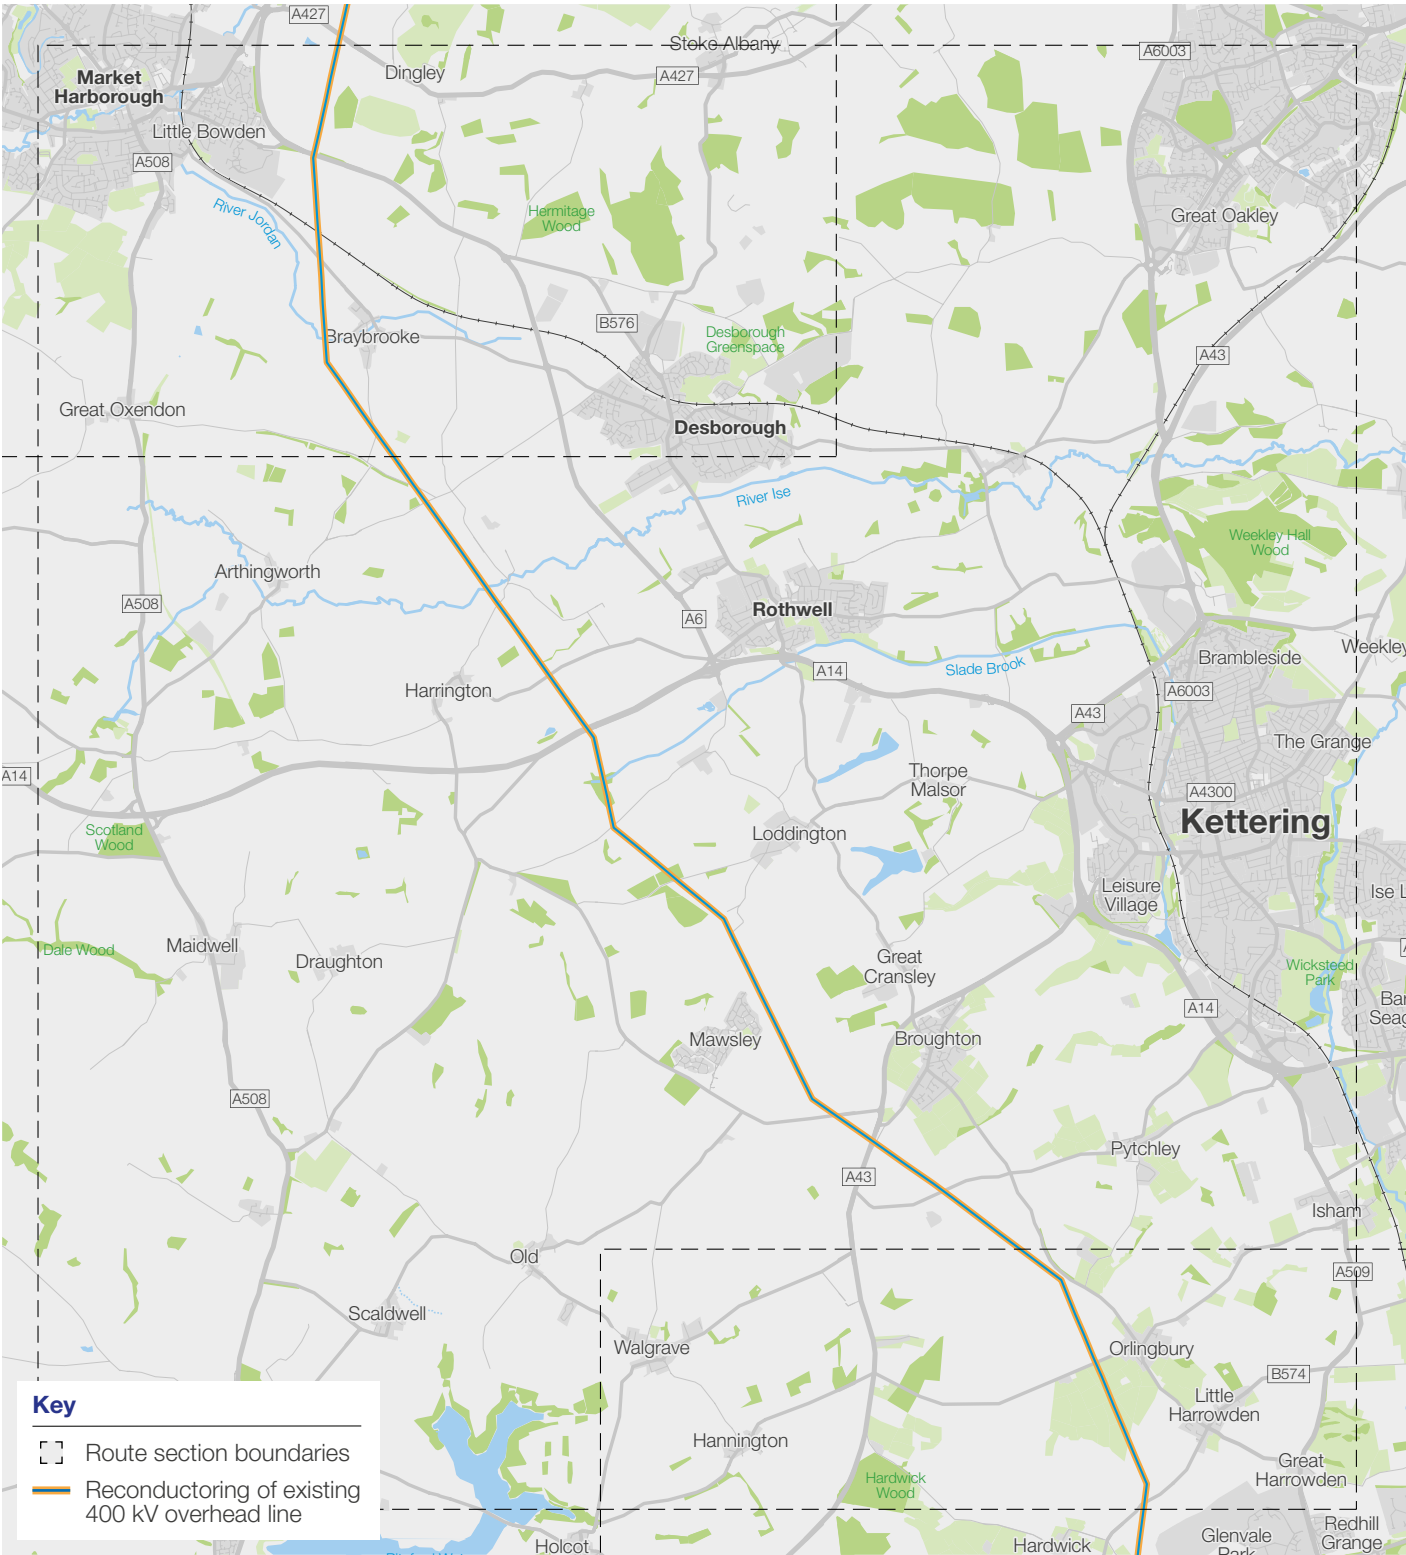 A427
Stoke Albany
A6003
Dingley
A427
Market
Harborough
Little Bowden
A508
River Jordan
Hermitage
Wood
Great Oakley
B576
Braybrooke
Desborough
Greenspace
A43
Great Oxendon
Desborough
River Ise
Weekley Hall
Wood
Arthingworth
A508
A6
Rothwell
Weekley
Brambleside
A14
Slade Brook
Harrington
A6003
A43
The Grange
A14
Thorpe
Malsor
A4300
Kettering
Scotland
Wood
Loddington
Leisure
Village
Ise L
Maidwell
Dale Wood
Draughton
Great
Cransley
Wicksteed
Park
A14
Bar
Seag
Mawsley
Broughton
A508
Pytchley
A43
Isham
Old
A509
Scaldwell
Walgrave
Orlingbury
B574
Little
Harrowden
Hannington
Great
Harrowden
Hardwick
Wood
Redhill
Grange
Glenvale
Park
Holcot
Hardwick
Key
Route section boundaries
Reconductoring of existing
400 kV overhead line